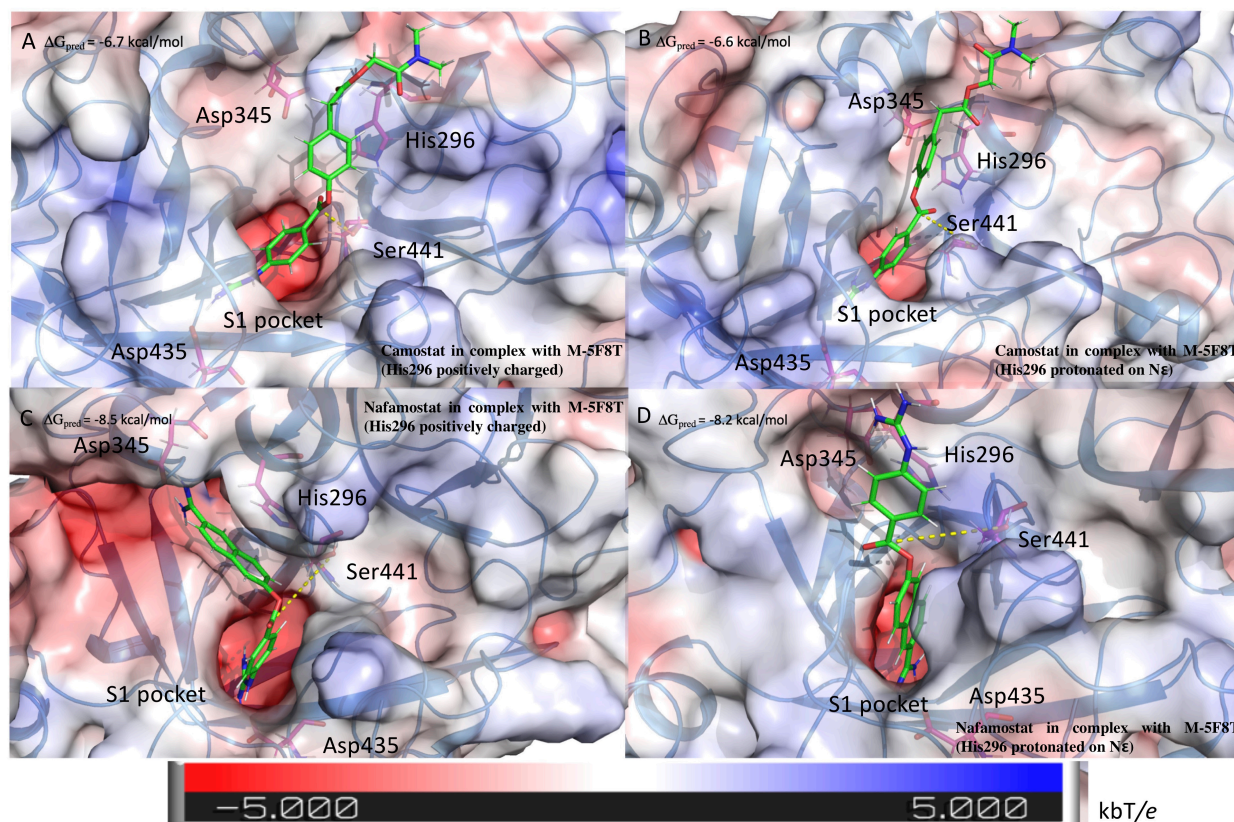 A ΔGpred = -6.7 kcal/mol
Asp345
His296
Ser441
S1 pocket
Asp435
Camostat in complex with M-5F8T
(His296 positively charged)
B ΔGpred = -6.6 kcal/mol
Asp345
His296
Ser441
S1 pocket
Asp435
Camostat in complex with M-5F8T
(His296 protonated on Nε)
C ΔGpred = -8.5 kcal/mol
Nafamostat in complex with M-5F8T
(His296 positively charged)
Asp345
His296
Ser441
S1 pocket
Asp435
D ΔGpred = -8.2 kcal/mol
Asp345
His296
Ser441
S1 pocket
Asp435
Nafamostat in complex with M-5F8T
(His296 protonated on Nε)
-5.000 5.000 kbT/e